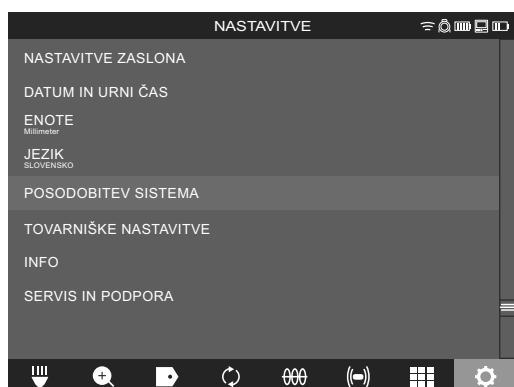 NASTAVITVE
NASTAVITVE ZASLONA
DATUM IN URNI ČAS
ENOTE
Millimeter
JEZIK
SLOVENSKO
POSODOBITEV SISTEMA
TOVARNIŠKE NASTAVITVE
INFO
SERVIS IN PODPORA